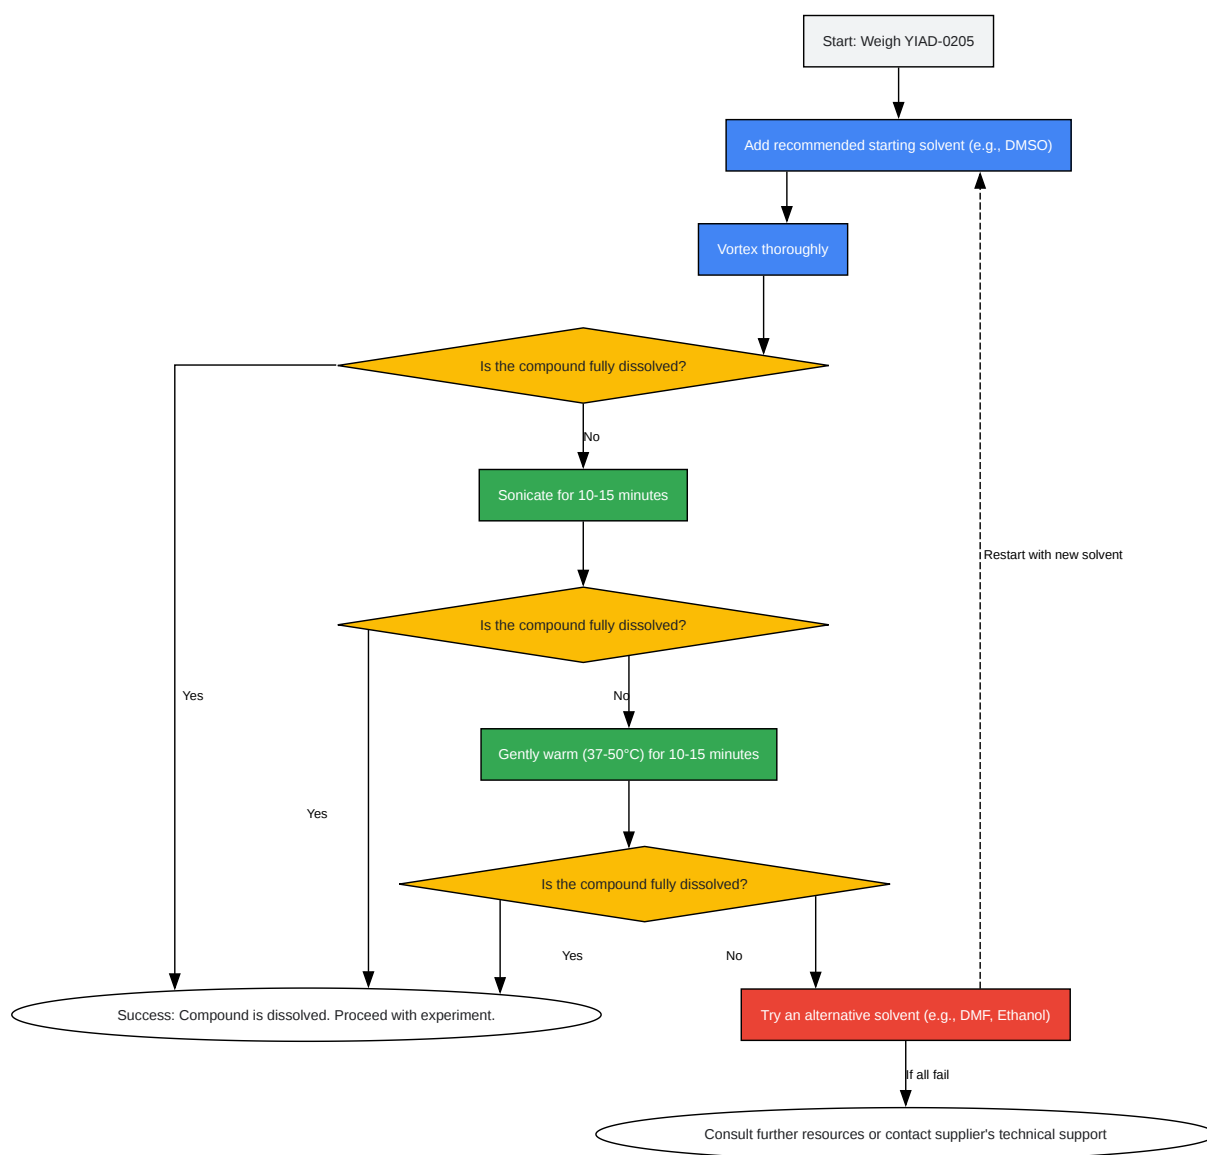 Start: Weigh YIAD-0205
Add recommended starting solvent (e.g., DMSO)
Vortex thoroughly
Is the compound fully dissolved?
No
Sonicate for 10-15 minutes
Restart with new solvent
Is the compound fully dissolved?
Yes
No
Gently warm (37-50°C) for 10-15 minutes
Yes
Is the compound fully dissolved?
Yes
No
Success: Compound is dissolved. Proceed with experiment.
Try an alternative solvent (e.g., DMF, Ethanol)
If all fail
Consult further resources or contact supplier's technical support